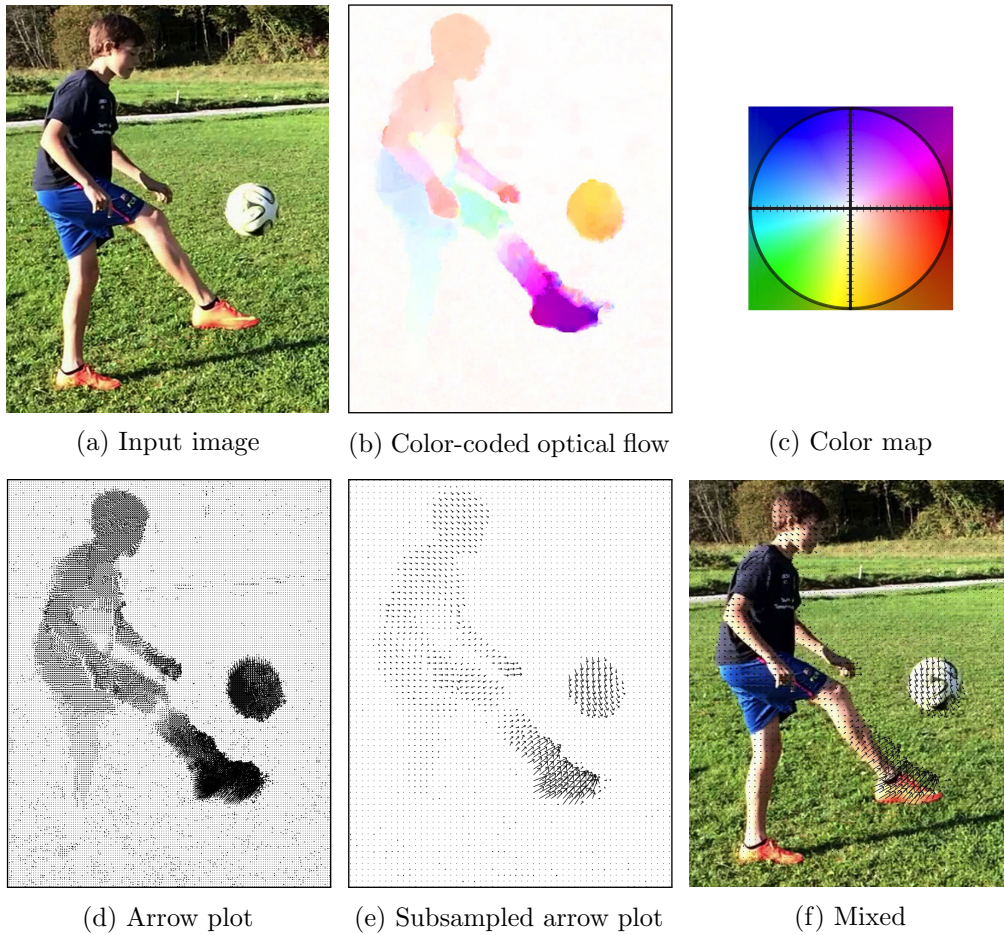 (a) Input image
(b) Color-coded optical flow
(c) Color map
(d) Arrow plot
(e) Subsampled arrow plot
(f) Mixed